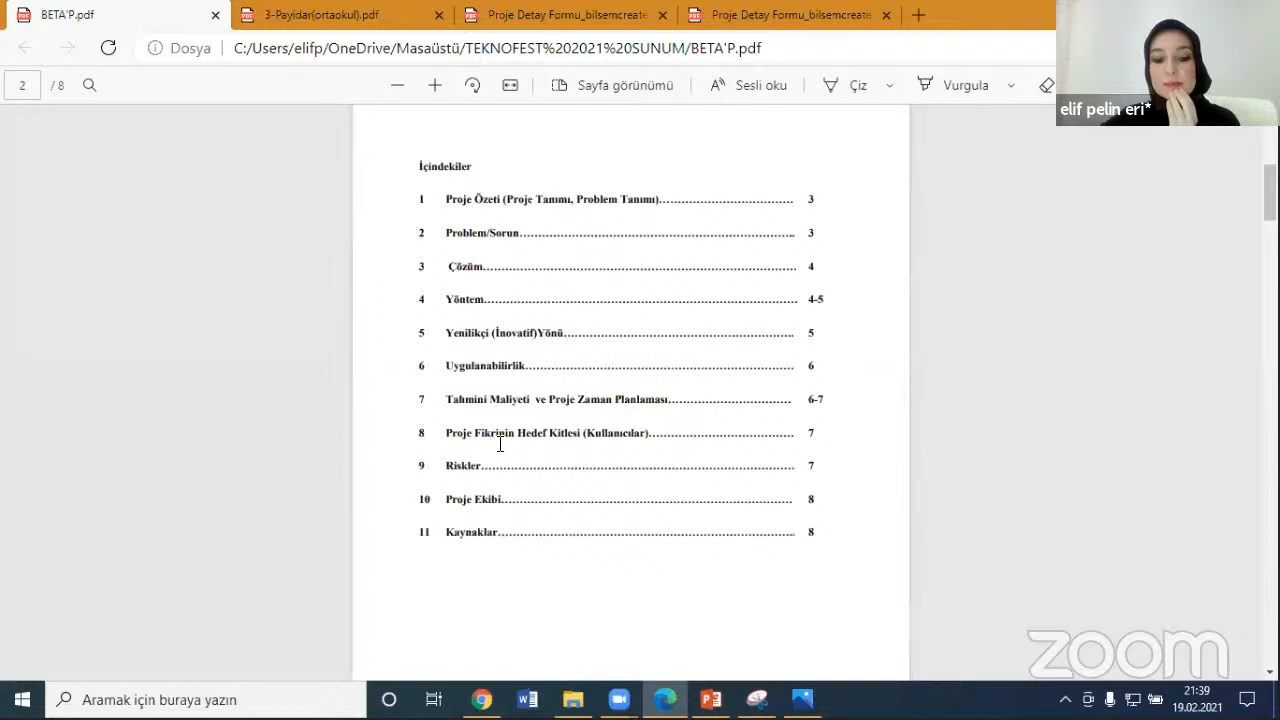 BETA'P.pdf
3-Payidar(ortaokul).pdf
Proje Detay Formu_bilsemcreate
Proje Detay Formu_bilsemcreate
Dosya
C:/Users/elifp/OneDrive/Masaüstü/TEKNOFEST%202021%20SUNUM/BETA'P.pdf
2 / 8
Sayfa görünümü
Sesli oku
Çiz
Vurgula
elif pelin eri*
İçindekiler
1 Proje Özeti (Proje Tanımı, Problem Tanımı)…………………………… 3
2 Problem/Sorun……………………………………………………………….. 3
3 Çözüm………………………………………………………………………… 4
4 Yöntem………………………………………………………………………… 4-5
5 Yenilikçi (İnovatif)Yönü……………………………………………………. 5
6 Uygulanabilirlik……………………………………………………………… 6
7 Tahmini Maliyeti ve Proje Zaman Planlaması…………………………… 6-7
8 Proje Fikrinin Hedef Kitlesi (Kullanıcılar)………………………………… 7
9 Riskler………………………………………………………………………… 7
10 Proje Ekibi…………………………………………………………………… 8
11 Kaynaklar…………………………………………………………………….. 8
zoom
Aramak için buraya yazın
21:39
19.02.2021